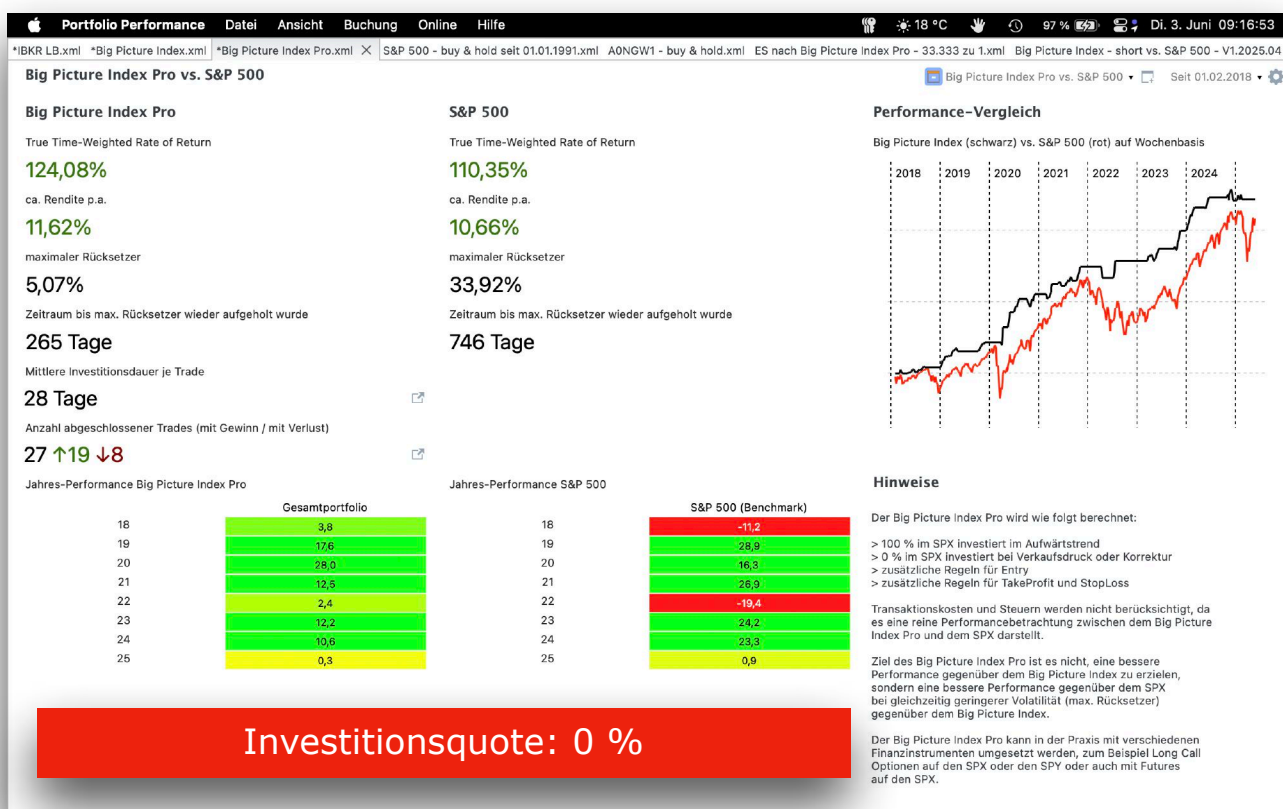 Portfolio Performance Datei Ansicht Buchung Online Hilfe 18 °C 97 % Di. 3. Juni 09:16:53
*IBKR LB.xml *Big Picture Index.xml *Big Picture Index Pro.xml S&P 500 - buy & hold seit 01.01.1991.xml A0NGW1 - buy & hold.xml ES nach Big Picture Index Pro - 33.333 zu 1.xml Big Picture Index - short vs. S&P 500 - V1.2025.04
Big Picture Index Pro vs. S&P 500
Big Picture Index Pro vs. S&P 500 Seit 01.02.2018
Big Picture Index Pro
True Time-Weighted Rate of Return
124,08%
ca. Rendite p.a.
11,62%
maximaler Rücksetzer
5,07%
Zeitraum bis max. Rücksetzer wieder aufgeholt wurde
265 Tage
Mittlere Investitionsdauer je Trade
28 Tage
Anzahl abgeschlossener Trades (mit Gewinn / mit Verlust)
27 ↑19 ↓8
Jahres-Performance Big Picture Index Pro
Gesamtportfolio
18 3,8
19 17,6
20 28,0
21 12,5
22 2,4
23 12,2
24 10,6
25 0,3
S&P 500
True Time-Weighted Rate of Return
110,35%
ca. Rendite p.a.
10,66%
maximaler Rücksetzer
33,92%
Zeitraum bis max. Rücksetzer wieder aufgeholt wurde
746 Tage
Jahres-Performance S&P 500
S&P 500 (Benchmark)
18 -11,2
19 28,9
20 16,3
21 26,9
22 -19,4
23 24,2
24 23,3
25 0,9
Performance-Vergleich
Big Picture Index (schwarz) vs. S&P 500 (rot) auf Wochenbasis
2018 2019 2020 2021 2022 2023 2024
Hinweise
Der Big Picture Index Pro wird wie folgt berechnet:
> 100 % im SPX investiert im Aufwärtstrend
> 0 % im SPX investiert bei Verkaufsdruck oder Korrektur
> zusätzliche Regeln für Entry
> zusätzliche Regeln für TakeProfit und StopLoss
Transaktionskosten und Steuern werden nicht berücksichtigt, da
es eine reine Performancebetrachtung zwischen dem Big Picture
Index Pro und dem SPX darstellt.
Ziel des Big Picture Index Pro ist es nicht, eine bessere
Performance gegenüber dem Big Picture Index zu erzielen,
sondern eine bessere Performance gegenüber dem SPX
bei gleichzeitig geringerer Volatilität (max. Rücksetzer)
gegenüber dem Big Picture Index.
Der Big Picture Index Pro kann in der Praxis mit verschiedenen
Finanzinstrumenten umgesetzt werden, zum Beispiel Long Call
Optionen auf den SPX oder den SPY oder auch mit Futures
auf den SPX.
Investitionsquote: 0 %